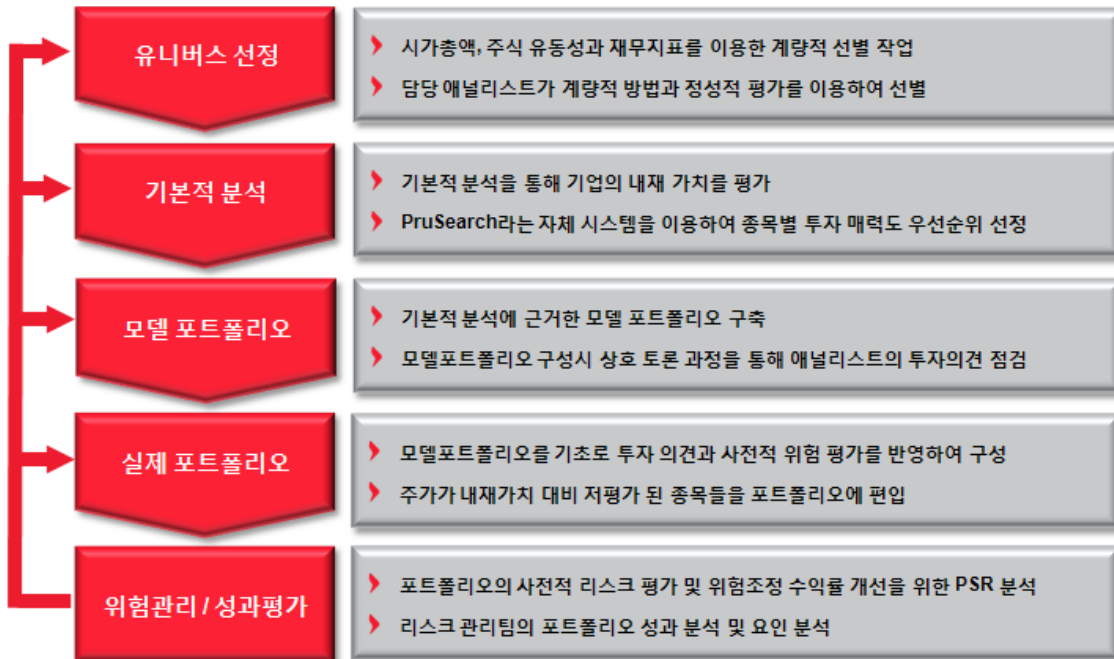 유니버스 선정
시가총액, 주식 유동성과 재무지표를 이용한 계량적 선별 작업
담당 애널리스트가 계량적 방법과 정성적 평가를 이용하여 선별
기본적 분석
기본적 분석을 통해 기업의 내재 가치를 평가
PruSearch라는 자체 시스템을 이용하여 종목별 투자 매력도 우선순위 선정
모델 포트폴리오
기본적 분석에 근거한 모델 포트폴리오 구축
모델포트폴리오 구성시 상호 토론 과정을 통해 애널리스트의 투자의견 점검
실제 포트폴리오
모델포트폴리오를 기초로 투자 의견과 사전적 위험 평가를 반영하여 구성
주가가 내재가치 대비 저평가 된 종목들을 포트폴리오에 편입
위험관리 / 성과평가
포트폴리오의 사전적 리스크 평가 및 위험조정 수익률 개선을 위한 PSR 분석
리스크 관리팀의 포트폴리오 성과 분석 및 요인 분석